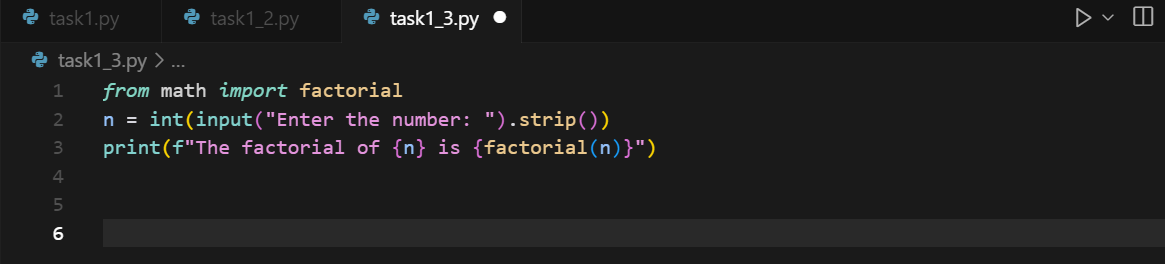 task1.py task1_2.py task1_3.py
task1_3.py > ...
1 from math import factorial
2 n = int(input("Enter the number: ").strip())
3 print(f"The factorial of {n} is {factorial(n)}")
4
5
6